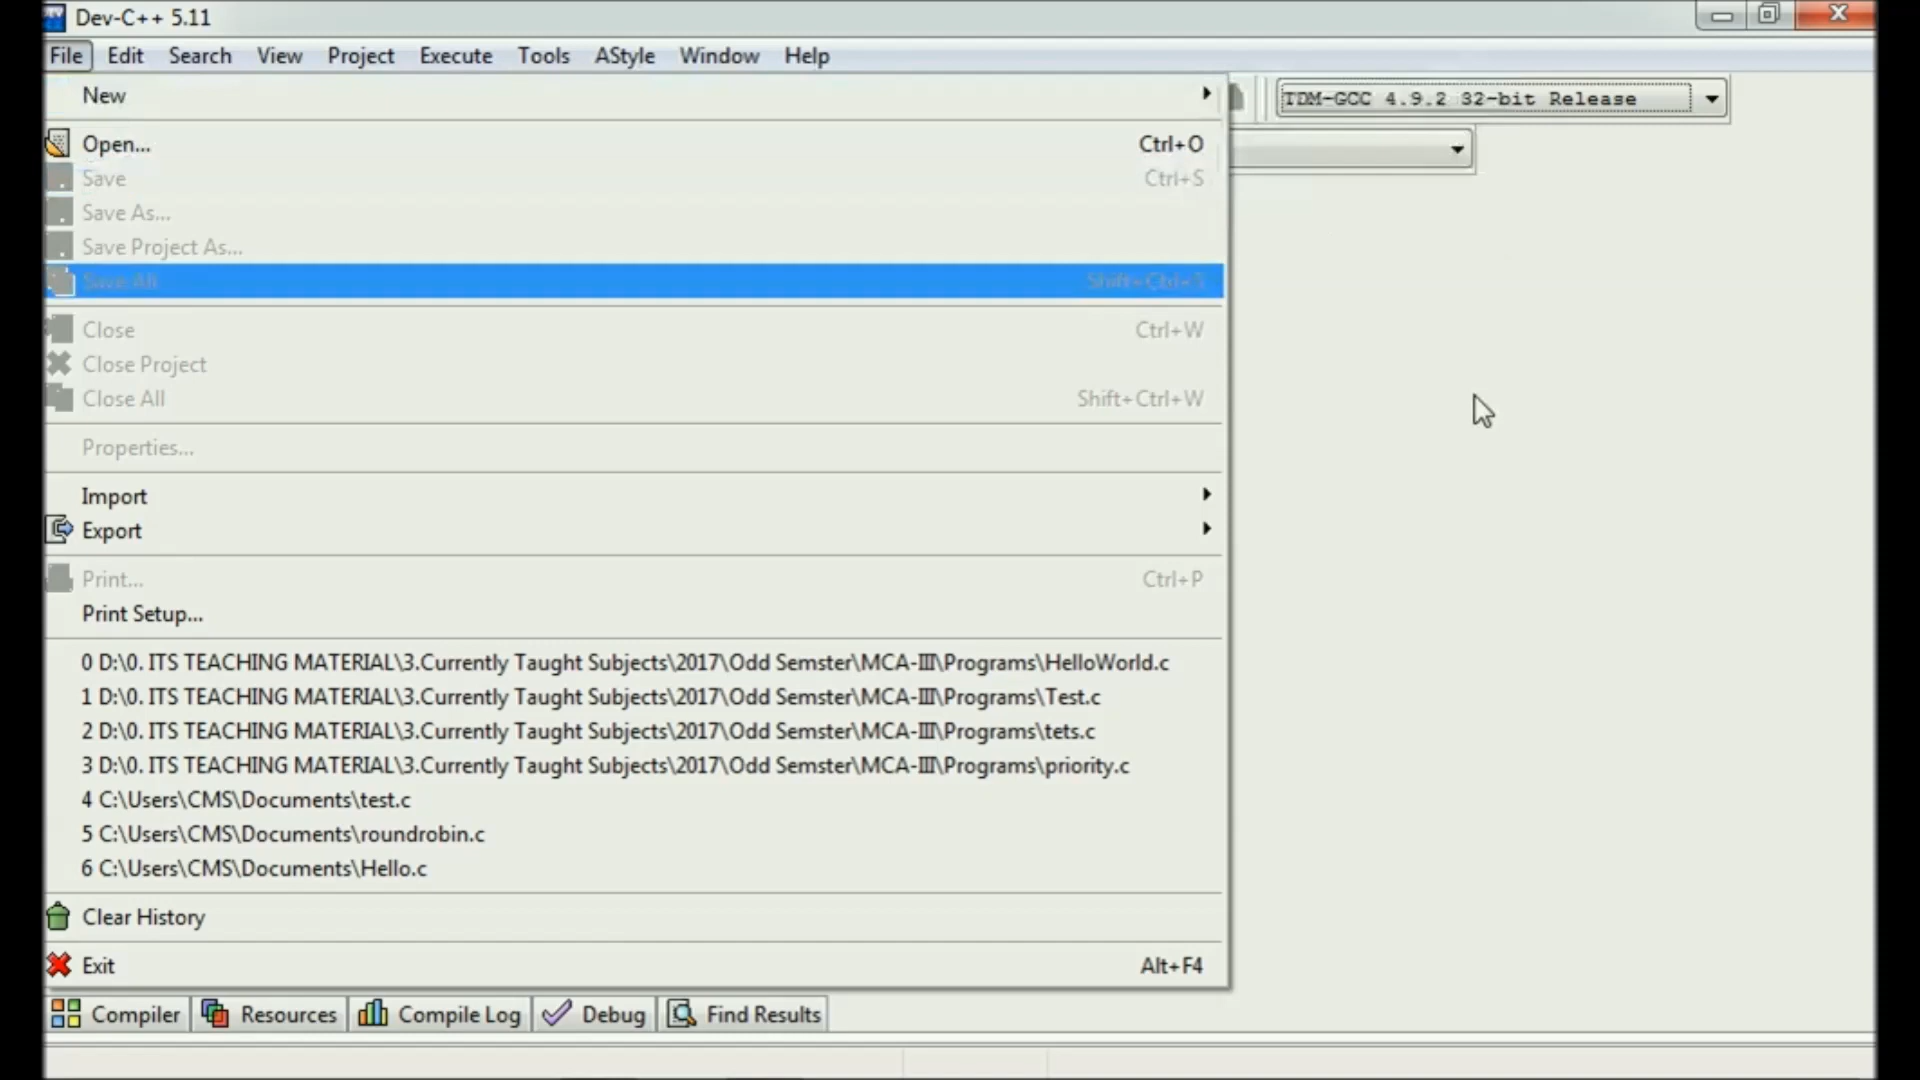 Dev-C++ 5.11
File Edit Search View Project Execute Tools AStyle Window Help
New
TDM-GCC 4.9.2 32-bit Release
Open... Ctrl+O
Save Ctrl+S
Save As...
Save Project As...
Save All Shift+Ctrl+S
Close Ctrl+W
Close Project
Close All Shift+Ctrl+W
Properties...
Import
Export
Print... Ctrl+P
Print Setup...
0 D:\0. ITS TEACHING MATERIAL\3.Currently Taught Subjects\2017\Odd Semster\MCA-III\Programs\HelloWorld.c
1 D:\0. ITS TEACHING MATERIAL\3.Currently Taught Subjects\2017\Odd Semster\MCA-III\Programs\Test.c
2 D:\0. ITS TEACHING MATERIAL\3.Currently Taught Subjects\2017\Odd Semster\MCA-III\Programs\tets.c
3 D:\0. ITS TEACHING MATERIAL\3.Currently Taught Subjects\2017\Odd Semster\MCA-III\Programs\priority.c
4 C:\Users\CMS\Documents\test.c
5 C:\Users\CMS\Documents\roundrobin.c
6 C:\Users\CMS\Documents\Hello.c
Clear History
Exit Alt+F4
Compiler Resources Compile Log Debug Find Results